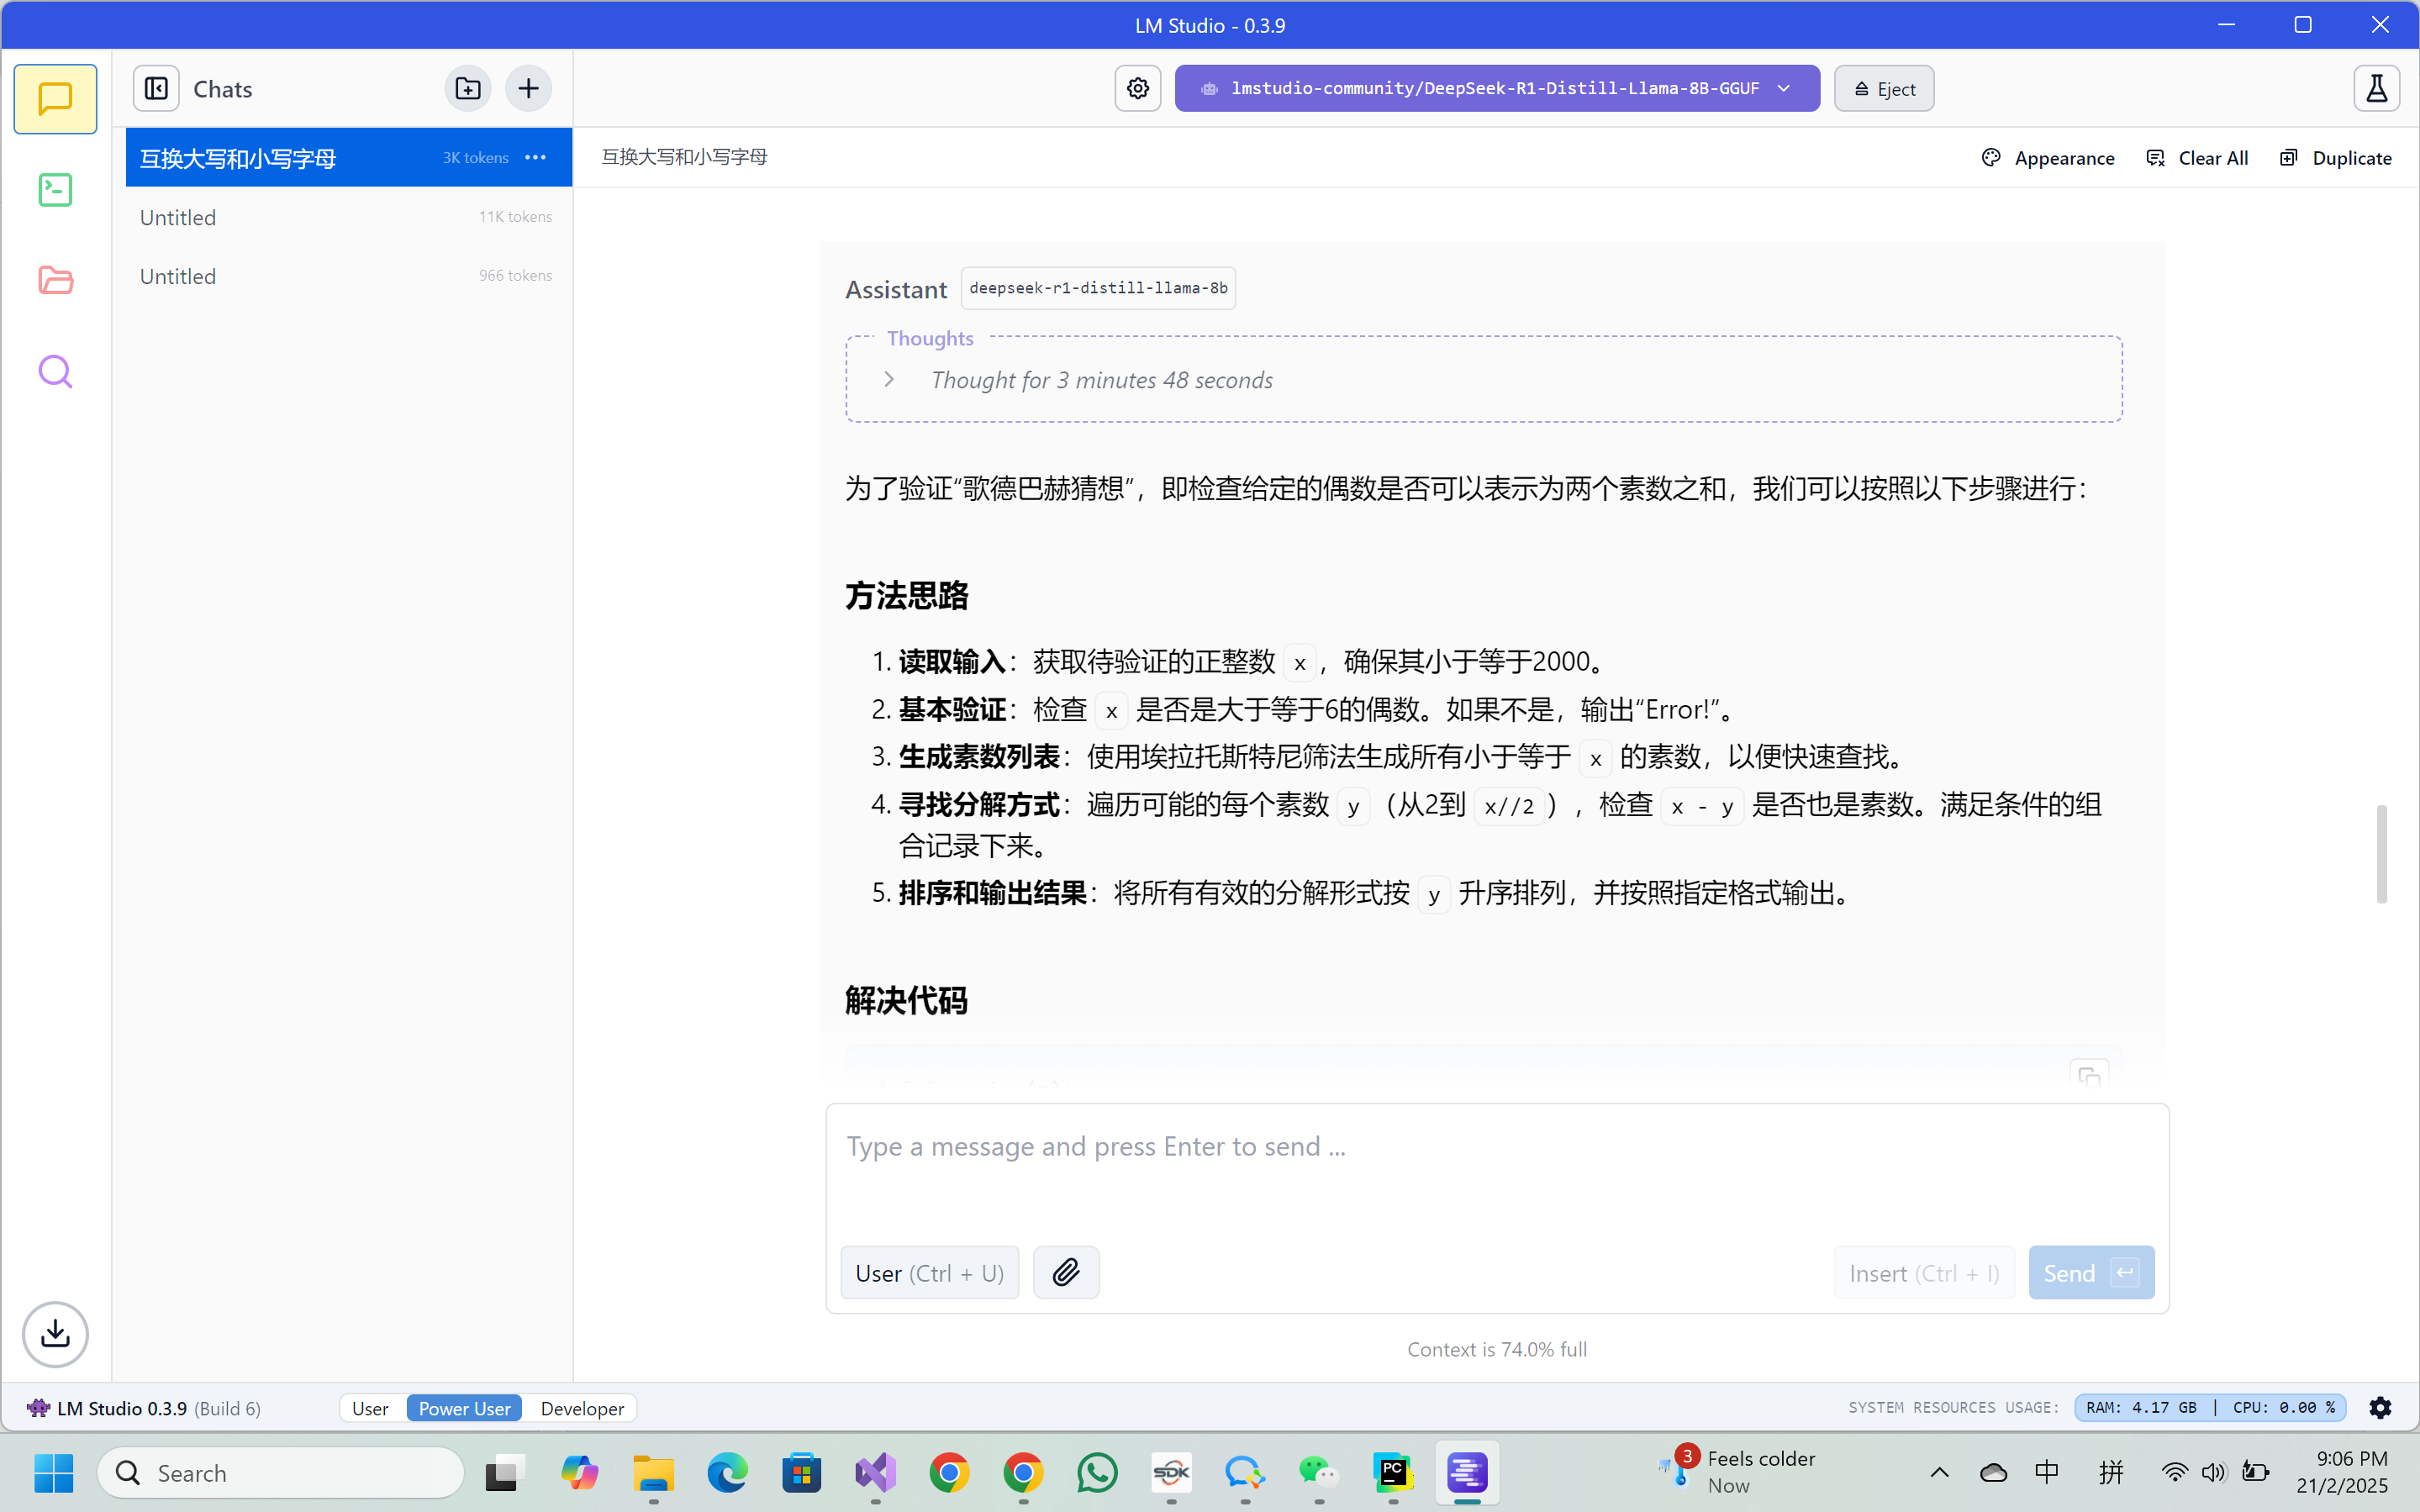 LM Studio - 0.3.9
Chats
lmstudio-community/DeepSeek-R1-Distill-Llama-8B-GGUF
Eject
互换大写和小写字母
3K tokens
互换大写和小写字母
Appearance
Clear All
Duplicate
Untitled
11K tokens
Untitled
966 tokens
Assistant
deepseek-r1-distill-llama-8b
Thoughts
Thought for 3 minutes 48 seconds
为了验证“歌德巴赫猜想”，即检查给定的偶数是否可以表示为两个素数之和，我们可以按照以下步骤进行：
方法思路
1. 读取输入：获取待验证的正整数 x，确保其小于等于2000。
2. 基本验证：检查 x 是否是大于等于6的偶数。如果不是，输出“Error!”。
3. 生成素数列表：使用埃拉托斯特尼筛法生成所有小于等于 x 的素数，以便快速查找。
4. 寻找分解方式：遍历可能的每个素数 y（从2到 x//2），检查 x - y 是否也是素数。满足条件的组
合记录下来。
5. 排序和输出结果：将所有有效的分解形式按 y 升序排列，并按照指定格式输出。
解决代码
Type a message and press Enter to send ...
User (Ctrl + U)
Insert (Ctrl + I)
Send
Context is 74.0% full
LM Studio 0.3.9 (Build 6)
User
Power User
Developer
SYSTEM RESOURCES USAGE:
RAM: 4.17 GB | CPU: 0.00 %
Search
SDK
PC
3
Feels colder
Now
中
拼
9:06 PM
21/2/2025